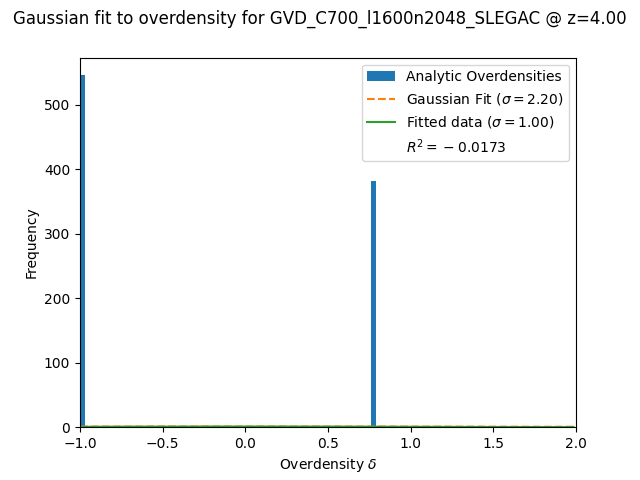 Gaussian fit to overdensity for GVD_C700_l1600n2048_SLEGAC @ z=4.00
Analytic Overdensities
Gaussian Fit (σ = 2.20)
Fitted data (σ = 1.00)
R² = − 0.0173
Frequency
500
400
300
200
100
0
−1.0 −0.5 0.0 0.5 1.0 1.5 2.0
Overdensity δ